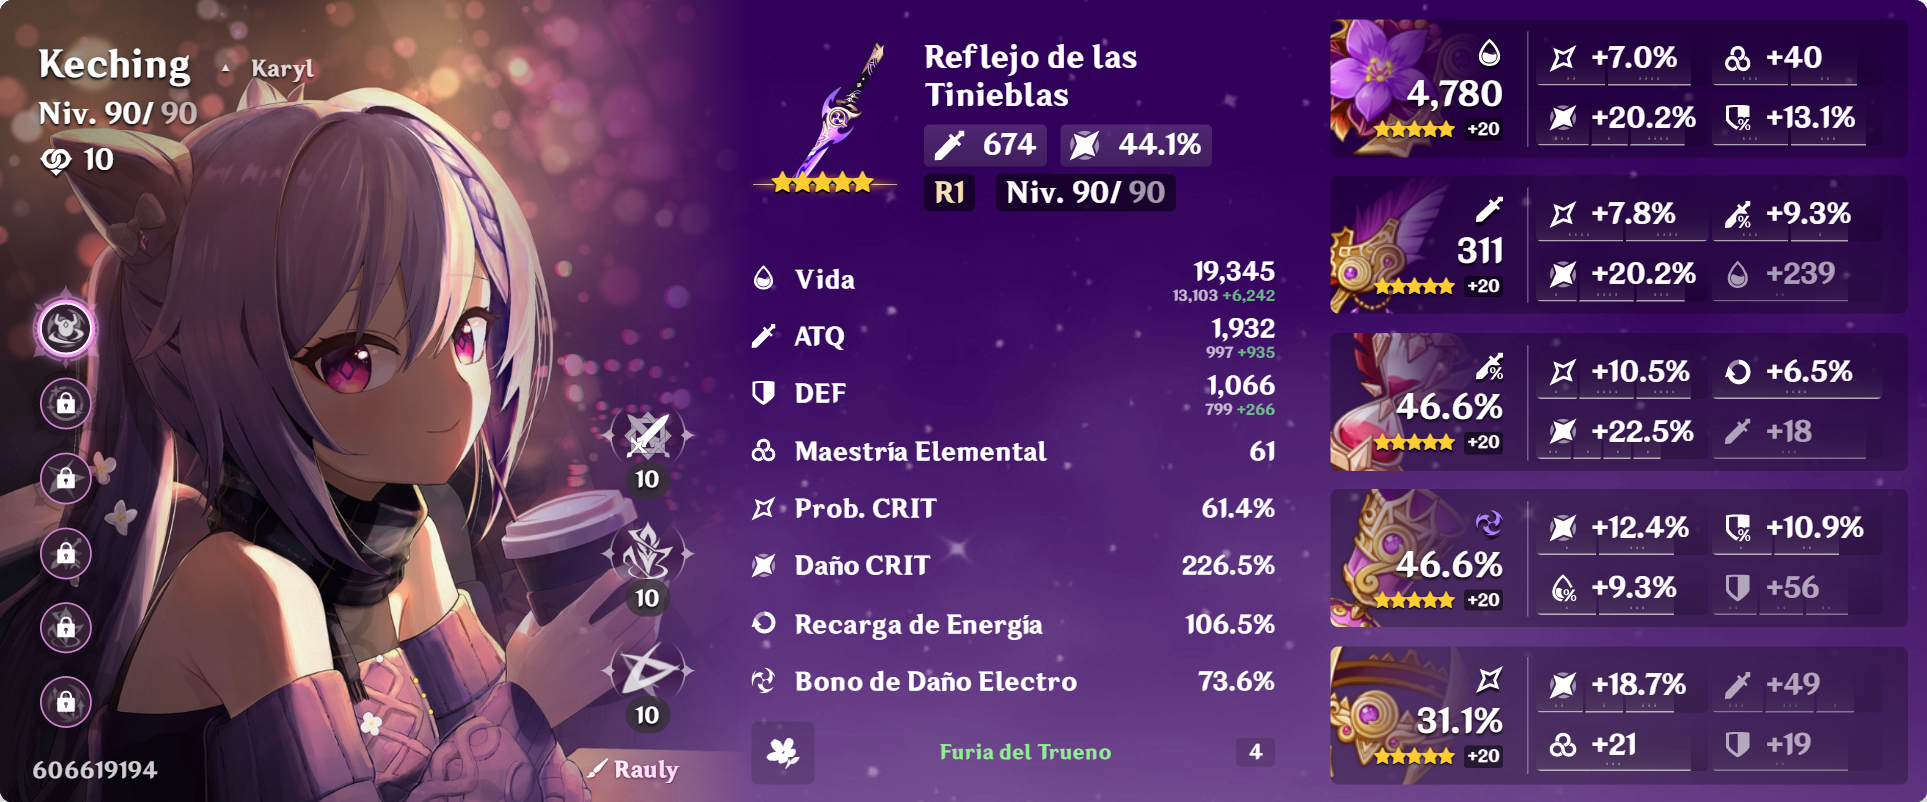 Keching
Karyl
Niv. 90/ 90
10
10
10
10
606619194
Rauly
Reflejo de las
Tinieblas
674
44.1%
R1
Niv. 90/ 90
Vida
19,345
13,103 +6,242
ATQ
1,932
997 +935
DEF
1,066
799 +266
Maestría Elemental
61
Prob. CRIT
61.4%
Daño CRIT
226.5%
Recarga de Energía
106.5%
Bono de Daño Electro
73.6%
Furia del Trueno
4
4,780
+20
+7.0%
+40
+20.2%
+13.1%
311
+20
+7.8%
+9.3%
+20.2%
+239
46.6%
+20
+10.5%
+6.5%
+22.5%
+18
46.6%
+20
+12.4%
+10.9%
+9.3%
+56
31.1%
+20
+18.7%
+49
+21
+19